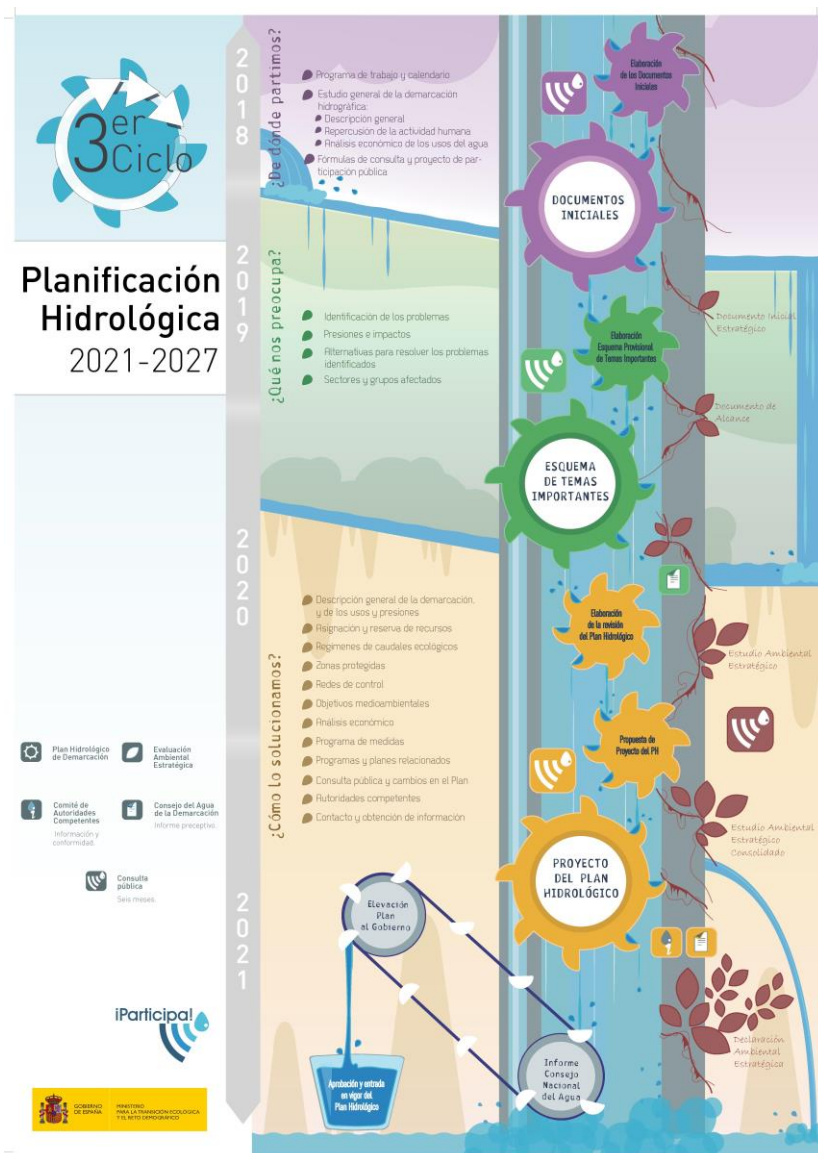 3er
Ciclo
Planificación
Hidrológica
2021-2027
2018
¿De dónde partimos?
Programa de trabajo y calendario
Estudio general de la demarcación
hidrográfica:
Descripción general
Repercusión de la actividad humana
Análisis económico de los usos del agua
Fórmulas de consulta y proyecto de par-
ticipación pública
Elaboración
de los Documentos
Iniciales
DOCUMENTOS
INICIALES
2019
¿Qué nos preocupa?
Identificación de los problemas
Presiones e impactos
Alternativas para resolver los problemas
identificados
Sectores y grupos afectados
Elaboración
Esquema Provisional
de Temas Importantes
Documento Inicial
Estratégico
Documento de
Alcance
ESQUEMA
DE TEMAS
IMPORTANTES
2020
¿Cómo lo solucionamos?
Descripción general de la demarcación,
y de los usos y presiones
Asignación y reserva de recursos
Regímenes de caudales ecológicos
Zonas protegidas
Redes de control
Objetivos medioambientales
Análisis económico
Programa de medidas
Programas y planes relacionados
Consulta pública y cambios en el Plan
Autoridades competentes
Contacto y obtención de información
Elaboración
de la revisión
del Plan Hidrológico
Estudio Ambiental
Estratégico
Propuesta de
Proyecto del PH
Estudio Ambiental
Estratégico
Consolidado
PROYECTO
DEL PLAN
HIDROLÓGICO
2021
Elevación
Plan
al Gobierno
Informe
Consejo
Nacional
del Agua
Aprobación y entrada
en vigor del
Plan Hidrológico
Declaración
Ambiental
Estratégica
Plan Hidrológico
de Demarcación
Evaluación
Ambiental
Estratégica
Comité de
Autoridades
Competentes
Información y
conformidad.
Consejo del Agua
de la Demarcación
Informe preceptivo.
Consulta
pública
Seis meses.
¡Participa!
GOBIERNO
DE ESPAÑA
MINISTERIO
PARA LA TRANSICIÓN ECOLÓGICA
Y EL RETO DEMOGRÁFICO